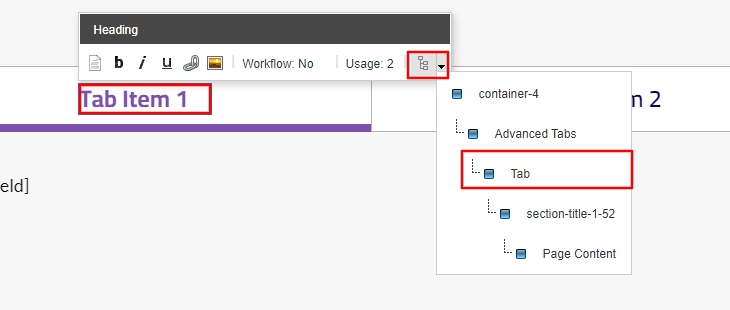 Heading
b i u Workflow: No Usage: 2
Tab Item 1
m 2
container-4
Advanced Tabs
Tab
eld]
section-title-1-52
Page Content